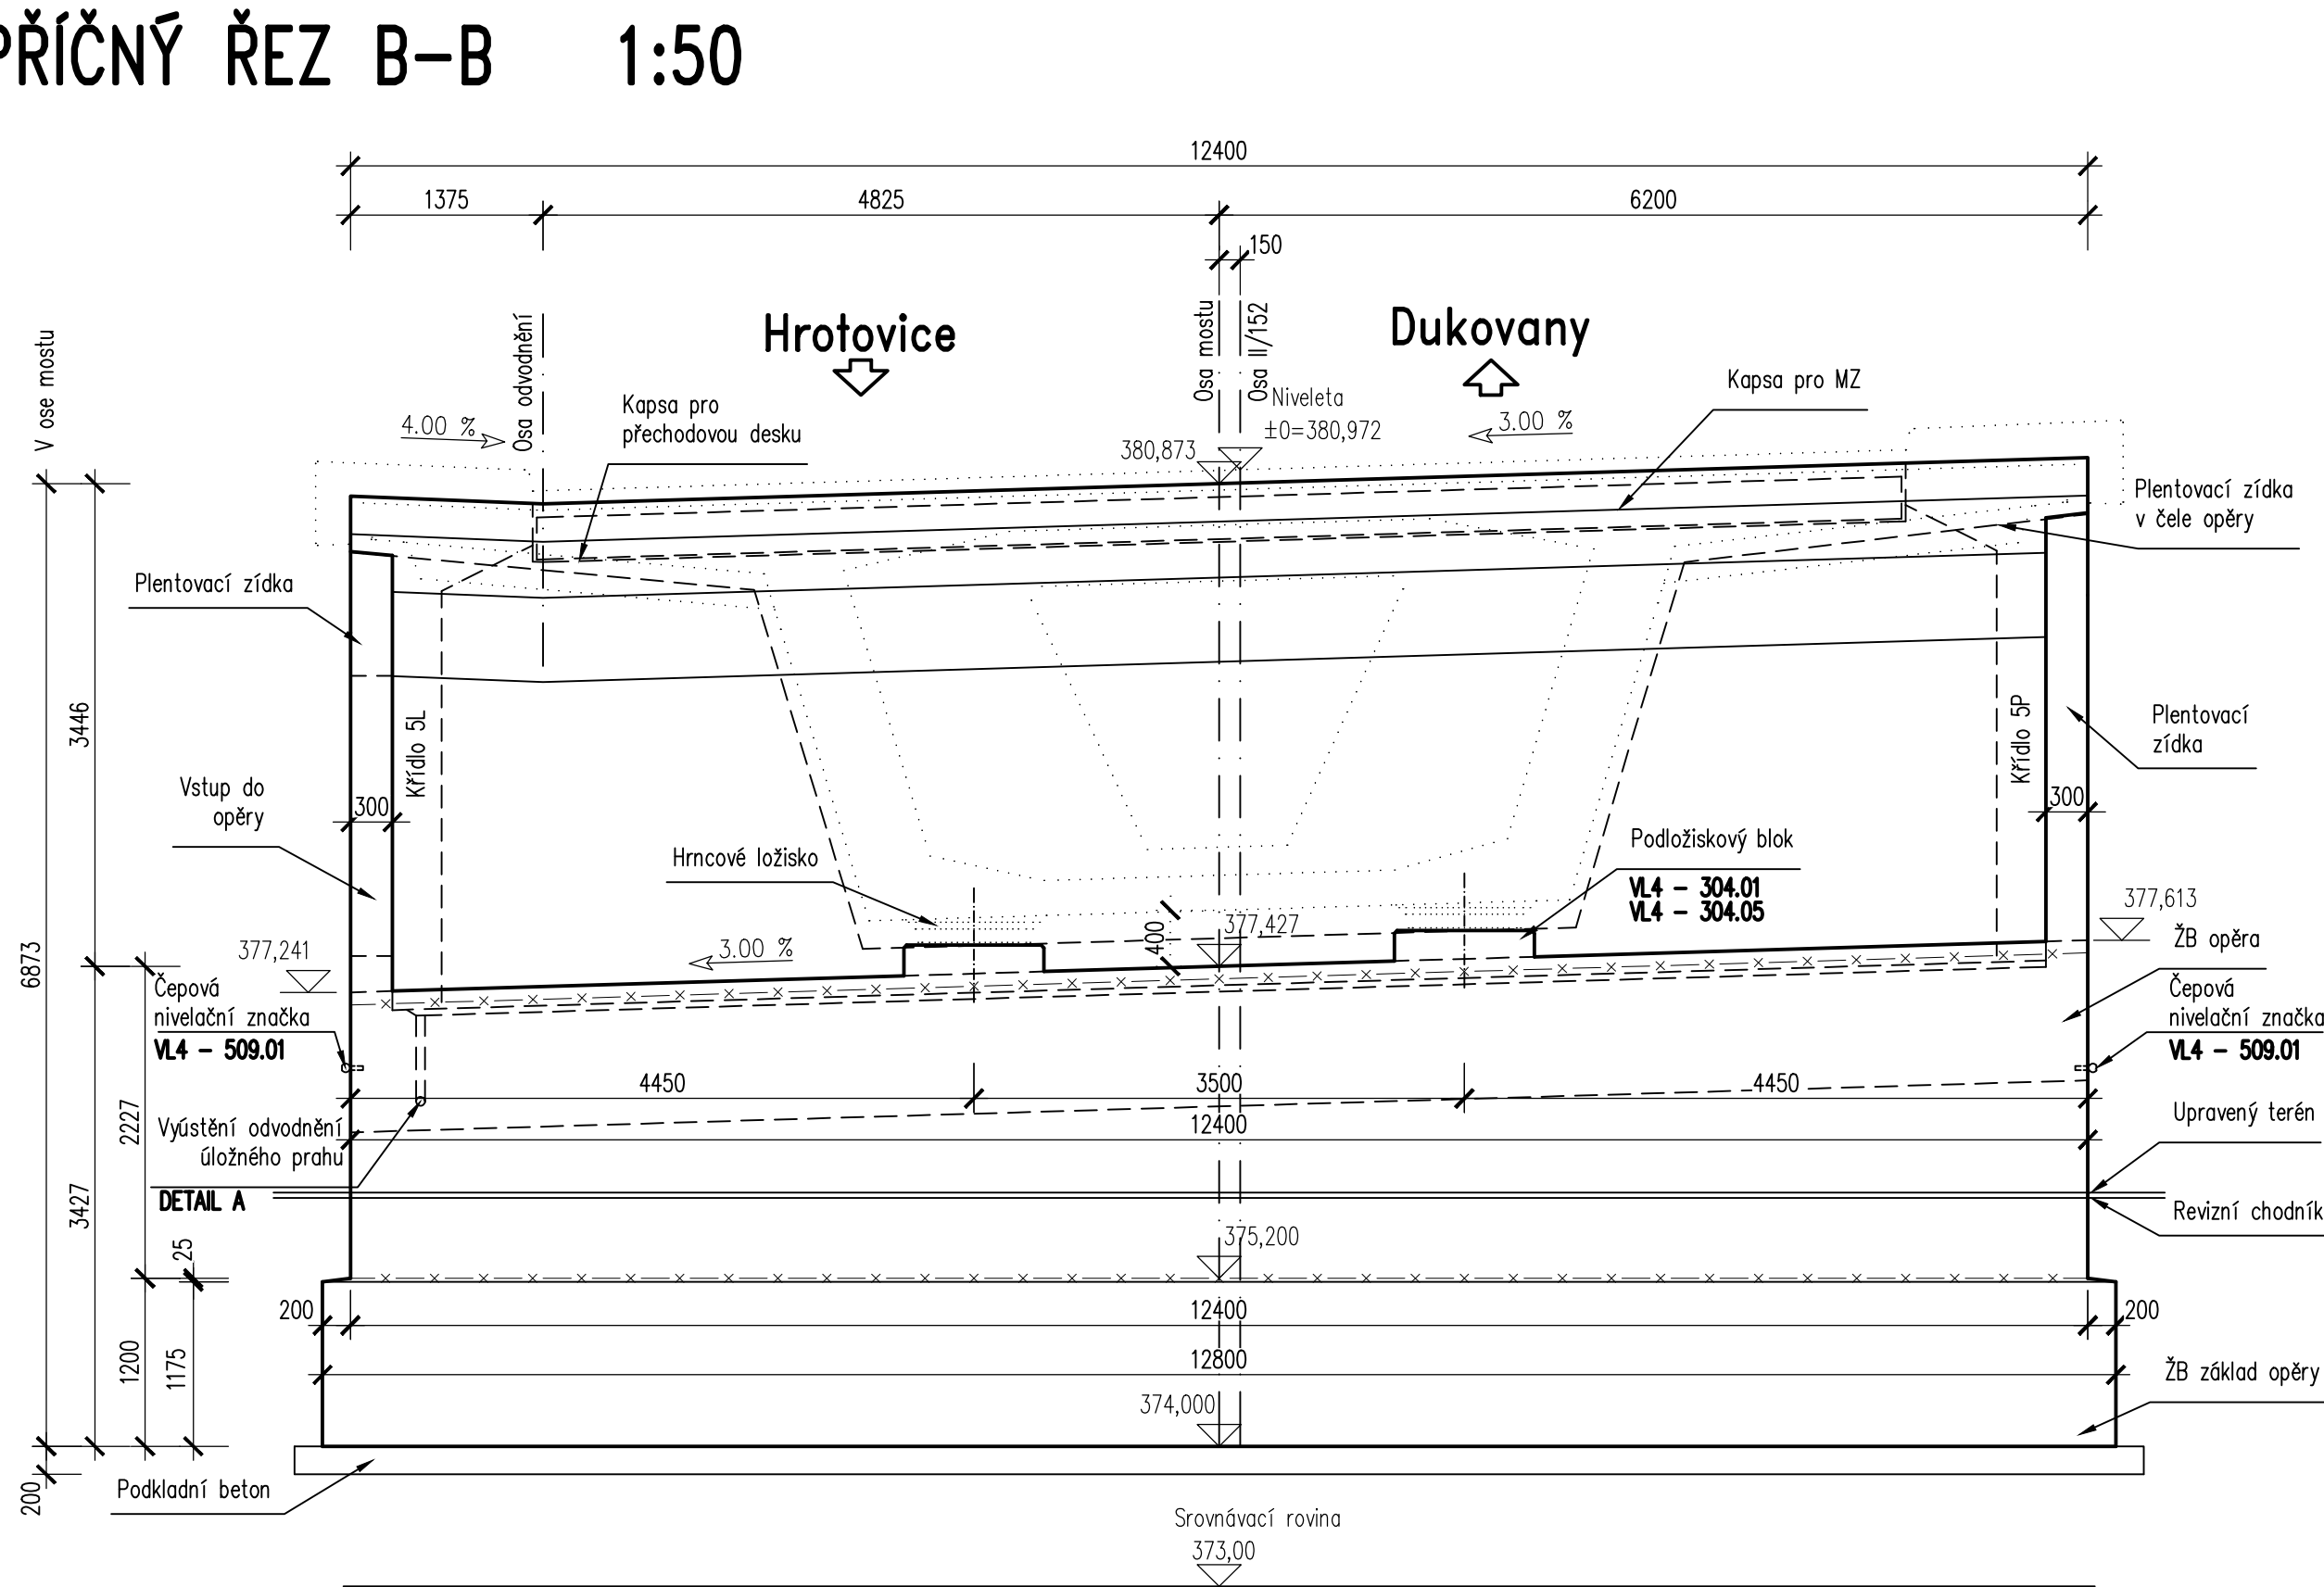 PŘÍČNÝ ŘEZ B-B 1:50
12400
1375
4825
6200
150
V ose mostu
Osa odvodnění
Hrotovice
Osa mostu
Osa II/152
Dukovany
Kapsa pro MZ
Kapsa pro
přechodovou desku
Niveleta
±0=380,972
4.00 %
3.00 %
380,873
Plentovací zídka
v čele opěry
Plentovací zídka
Křídlo 5L
Křídlo 5P
Plentovací
zídka
3446
Vstup do
opěry
300
300
Hrncové ložisko
Podložiskový blok
VL4 - 304.01
VL4 - 304.05
377,613
377,427
400
377,241
3.00 %
ŽB opěra
6873
Čepová
nivelační značka
VL4 - 509.01
Čepová
nivelační značka
VL4 - 509.01
4450
3500
4450
2227
Vyústění odvodnění
úložného prahu
DETAIL A
12400
Upravený terén
3427
Revizní chodník
25
375,200
200
12400
200
1200
1175
12800
ŽB základ opěry
374,000
200
Podkladní beton
Srovnávací rovina
373,00